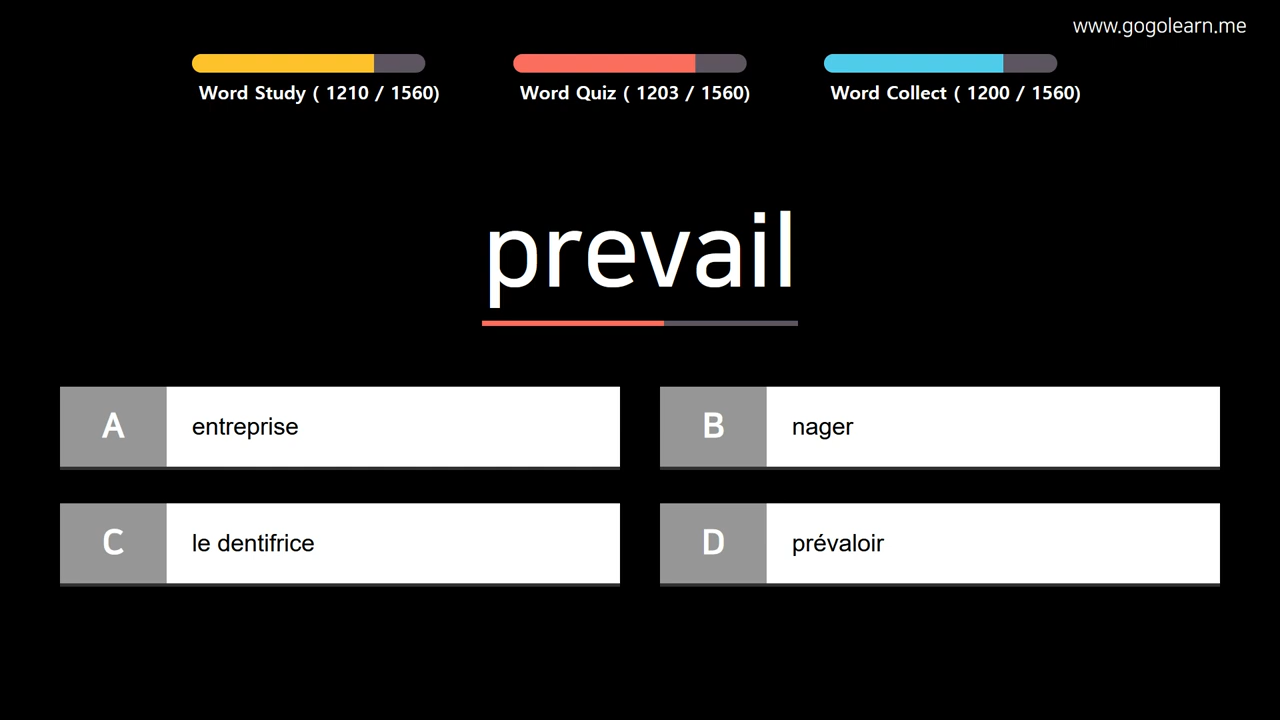 www.gogolearn.me
Word Study ( 1210 / 1560)
Word Quiz ( 1203 / 1560)
Word Collect ( 1200 / 1560)
prevail
A entreprise
B nager
C le dentifrice
D prévaloir